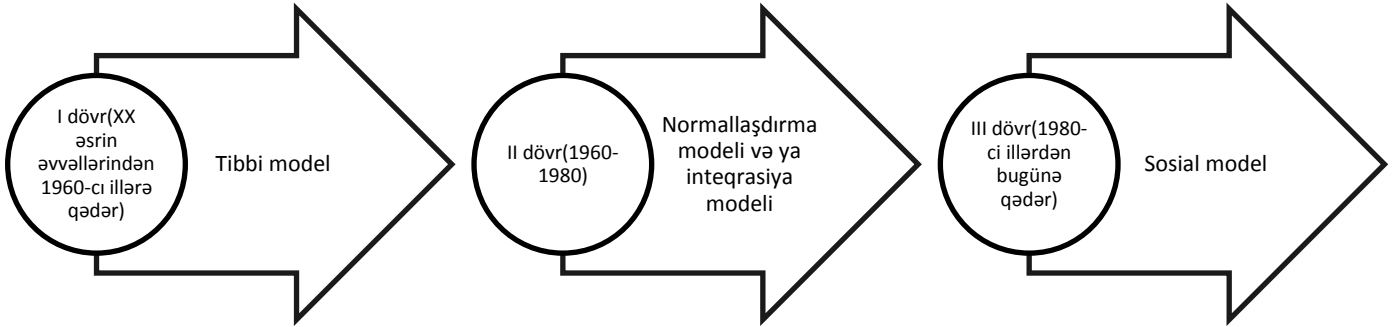 I dövr(XX
əsrin
əvvəllərindən
1960-cı illərə
qədər)
Tibbi model
II dövr(1960-
1980)
Normallaşdırma
modeli və ya
inteqrasiya
modeli
III dövr(1980-
ci illərdən
bugünə
qədər)
Sosial model